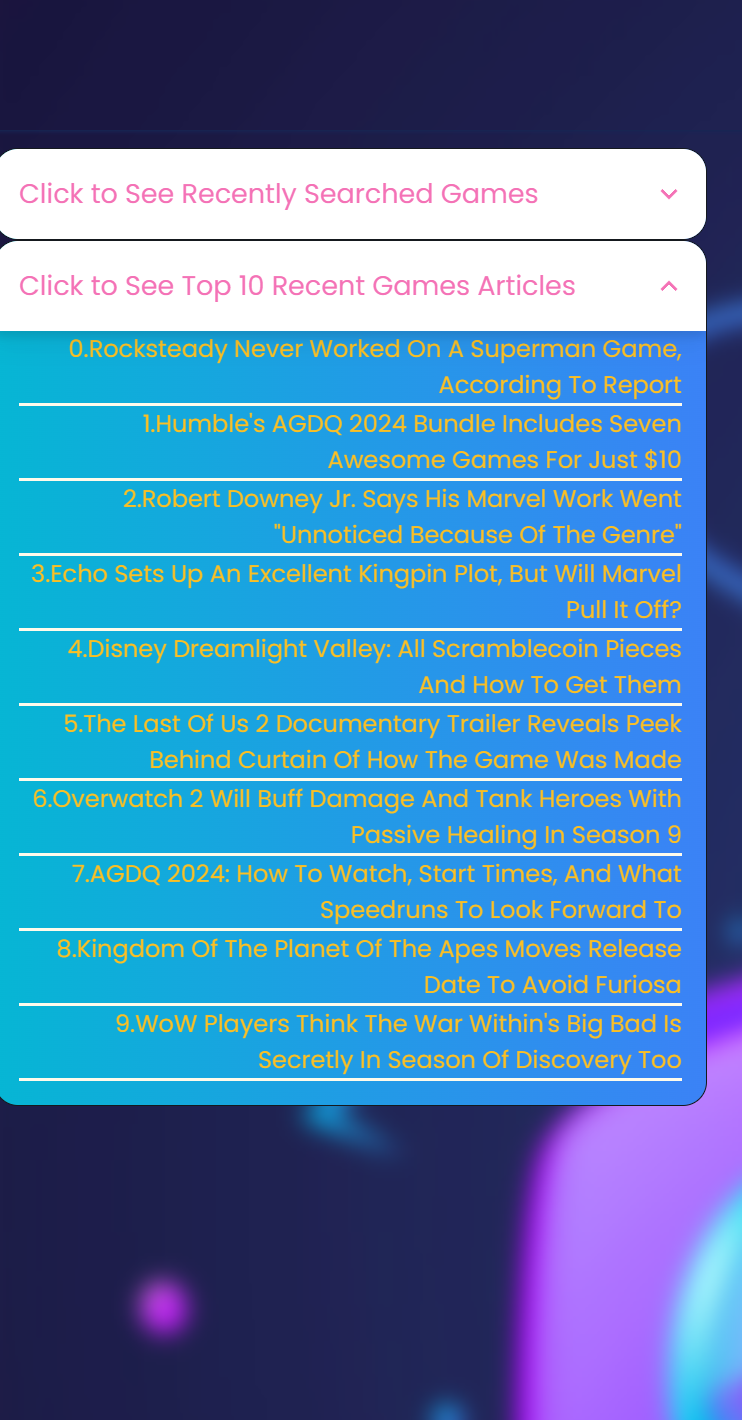 Click to See Recently Searched Games
Click to See Top 10 Recent Games Articles
0.Rocksteady Never Worked On A Superman Game,
According To Report
1.Humble's AGDQ 2024 Bundle Includes Seven
Awesome Games For Just $10
2.Robert Downey Jr. Says His Marvel Work Went
"Unnoticed Because Of The Genre"
3.Echo Sets Up An Excellent Kingpin Plot, But Will Marvel
Pull It Off?
4.Disney Dreamlight Valley: All Scramblecoin Pieces
And How To Get Them
5.The Last Of Us 2 Documentary Trailer Reveals Peek
Behind Curtain Of How The Game Was Made
6.Overwatch 2 Will Buff Damage And Tank Heroes With
Passive Healing In Season 9
7.AGDQ 2024: How To Watch, Start Times, And What
Speedruns To Look Forward To
8.Kingdom Of The Planet Of The Apes Moves Release
Date To Avoid Furiosa
9.WoW Players Think The War Within's Big Bad Is
Secretly In Season Of Discovery Too